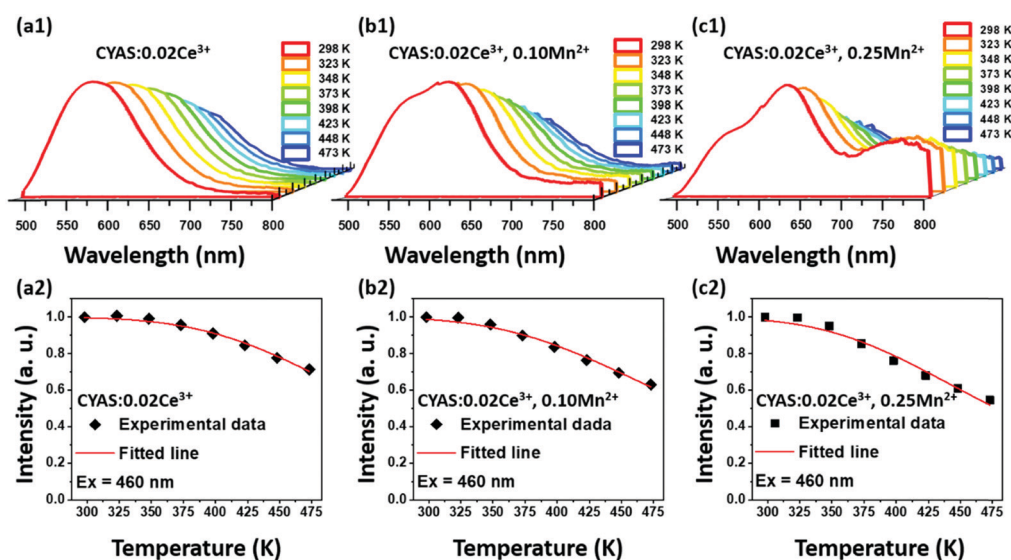 (a1)
CYAS:0.02Ce³⁺
298 K
323 K
348 K
373 K
398 K
423 K
448 K
473 K
500 550 600 650 700 750 800
Wavelength (nm)
(b1)
CYAS:0.02Ce³⁺, 0.10Mn²⁺
298 K
323 K
348 K
373 K
398 K
423 K
448 K
473 K
500 550 600 650 700 750 800
Wavelength (nm)
(c1)
CYAS:0.02Ce³⁺, 0.25Mn²⁺
298 K
323 K
348 K
373 K
398 K
423 K
448 K
473 K
500 550 600 650 700 750 800
Wavelength (nm)
(a2)
Intensity (a. u.)
1.0
0.8
0.6
0.4
0.2
0.0
CYAS:0.02Ce³⁺
Experimental data
Fitted line
Ex = 460 nm
300 325 350 375 400 425 450 475
Temperature (K)
(b2)
Intensity (a. u.)
1.0
0.8
0.6
0.4
0.2
0.0
CYAS:0.02Ce³⁺, 0.10Mn²⁺
Experimental dada
Fitted line
Ex = 460 nm
300 325 350 375 400 425 450 475
Temperature (K)
(c2)
Intensity (a. u.)
1.0
0.8
0.6
0.4
0.2
0.0
CYAS:0.02Ce³⁺, 0.25Mn²⁺
Experimental data
Fitted line
Ex = 460 nm
300 325 350 375 400 425 450 475
Temperature (K)